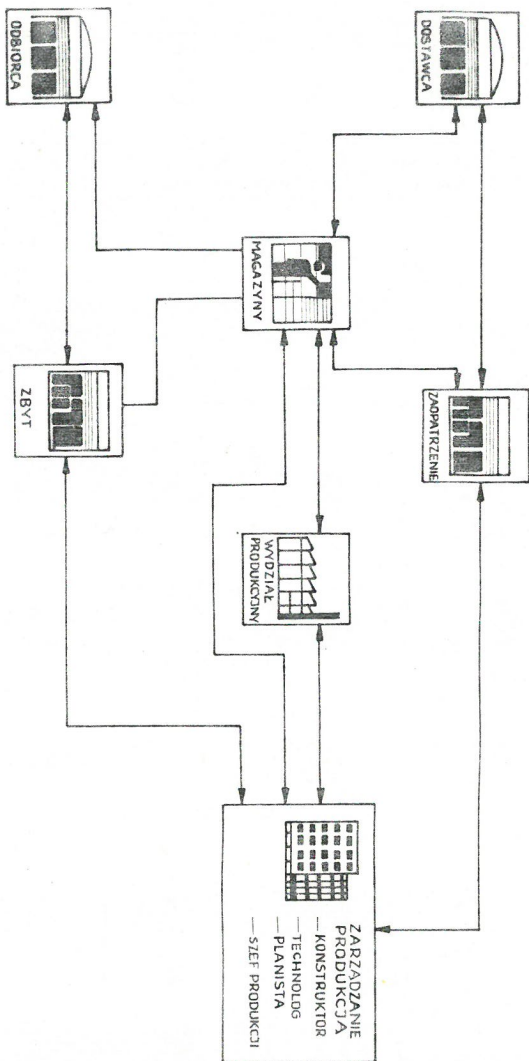 ODBIORCA
DOSTAWCA
MAGAZYNY
ZBYT
ZAOPATRZENIE
WYDZIAŁ
PRODUKCYJNY
ZARZĄDZANIE
PRODUKCJĄ
—KONSTRUKTOR
—TECHNOLOG
—PLANISTA
—SZEF PRODUKCJI